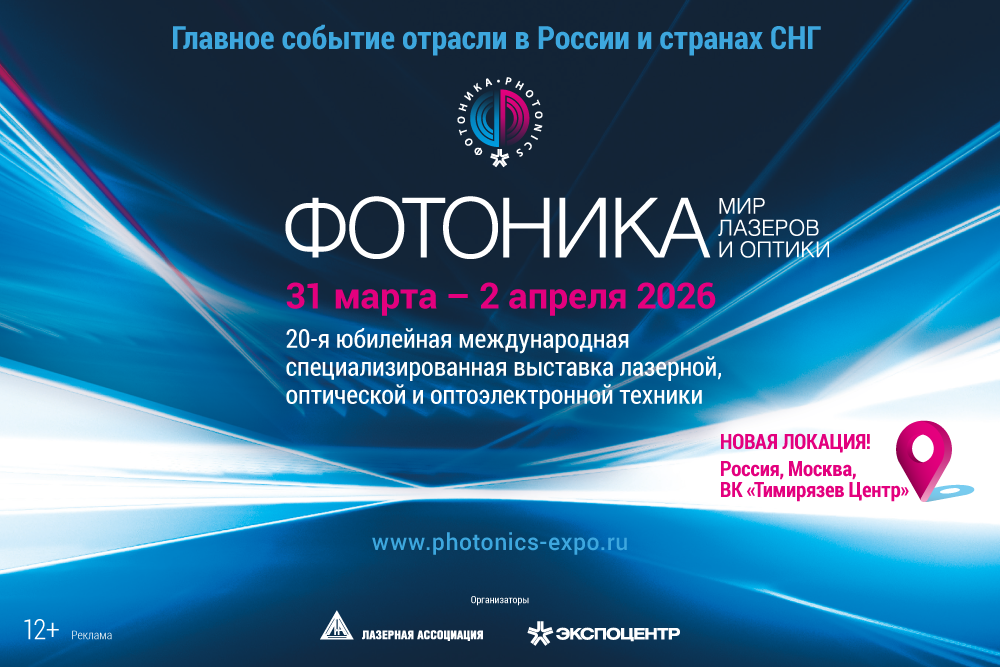 Главное событие отрасли в России и странах СНГ
ФОТОНИКА • PHOTONICS
ФОТОНИКА
МИР
ЛАЗЕРОВ
И ОПТИКИ
31 марта – 2 апреля 2026
20-я юбилейная международная
специализированная выставка лазерной,
оптической и оптоэлектронной техники
НОВАЯ ЛОКАЦИЯ!
Россия, Москва,
ВК «Тимирязев Центр»
www.photonics-expo.ru
Организаторы
12+ Реклама
ЛА ЛАЗЕРНАЯ АССОЦИАЦИЯ
ЭКСПОЦЕНТР